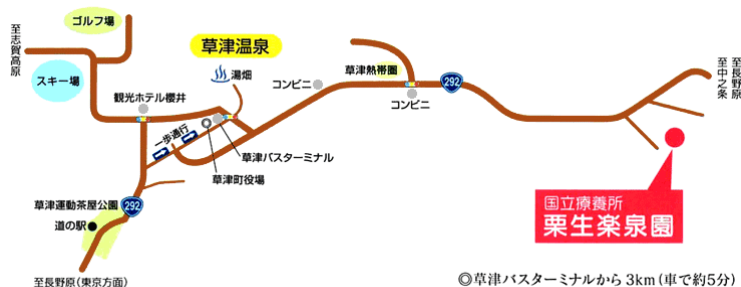 ゴルフ場
至志賀高原
スキー場
草津温泉
湯畑
観光ホテル櫻井
一歩通行
草津バスターミナル
草津町役場
コンビニ
草津熱帯園
コンビニ
292
至中之条
至長野原
国立療養所
栗生楽泉園
草津運動茶屋公園
道の駅
292
至長野原(東京方面)
◎草津バスターミナルから3km(車で約5分)